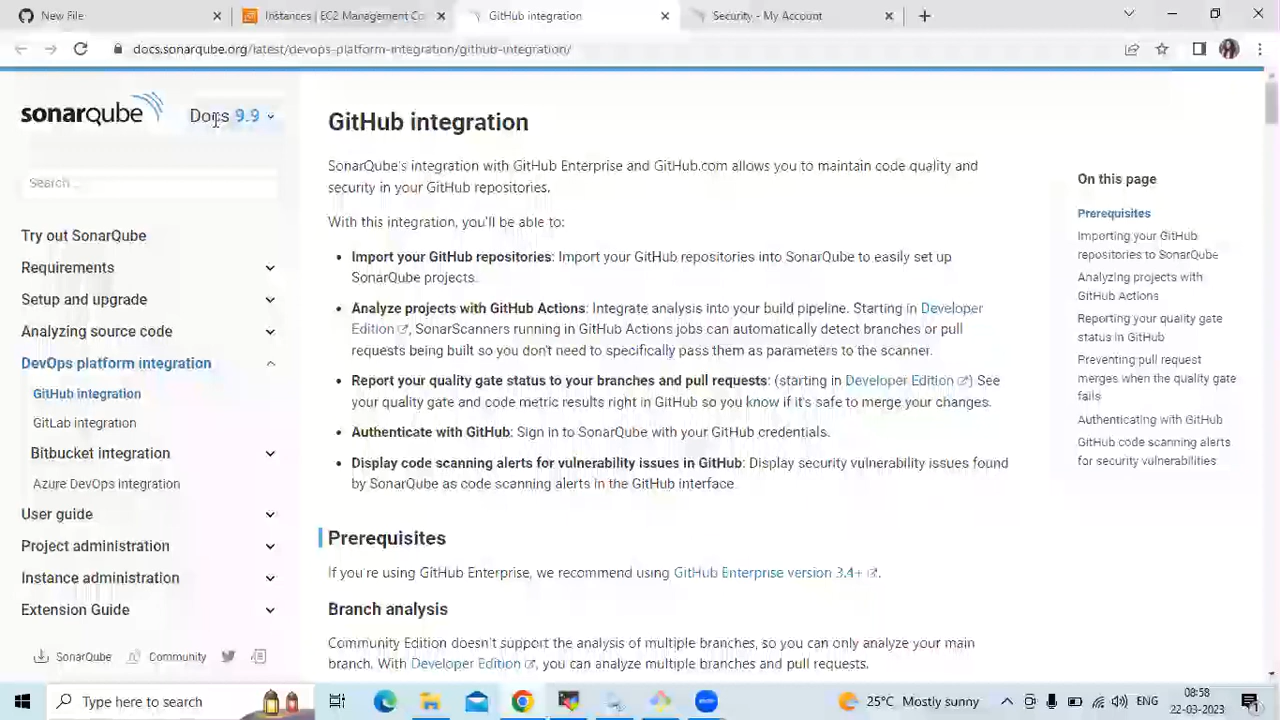 New File
Instances | EC2 Management Co
GitHub integration
Security - My Account
docs.sonarqube.org/latest/devops-platform-integration/github-integration/
sonarqube
Docs 9.9
Search...
Try out SonarQube
Requirements
Setup and upgrade
Analyzing source code
DevOps platform integration
GitHub integration
GitLab integration
Bitbucket integration
Azure DevOps integration
User guide
Project administration
Instance administration
Extension Guide
SonarQube
Community
GitHub integration
SonarQube's integration with GitHub Enterprise and GitHub.com allows you to maintain code quality and
security in your GitHub repositories.
With this integration, you'll be able to:
• Import your GitHub repositories: Import your GitHub repositories into SonarQube to easily set up
SonarQube projects.
• Analyze projects with GitHub Actions: Integrate analysis into your build pipeline. Starting in Developer
Edition, SonarScanners running in GitHub Actions jobs can automatically detect branches or pull
requests being built so you don't need to specifically pass them as parameters to the scanner.
• Report your quality gate status to your branches and pull requests: (starting in Developer Edition) See
your quality gate and code metric results right in GitHub so you know if it's safe to merge your changes.
• Authenticate with GitHub: Sign in to SonarQube with your GitHub credentials.
• Display code scanning alerts for vulnerability issues in GitHub: Display security vulnerability issues found
by SonarQube as code scanning alerts in the GitHub interface.
Prerequisites
If you're using GitHub Enterprise, we recommend using GitHub Enterprise version 3.4+.
Branch analysis
Community Edition doesn't support the analysis of multiple branches, so you can only analyze your main
branch. With Developer Edition, you can analyze multiple branches and pull requests.
On this page
Prerequisites
Importing your GitHub
repositories to SonarQube
Analyzing projects with
GitHub Actions
Reporting your quality gate
status in GitHub
Preventing pull request
merges when the quality gate
fails
Authenticating with GitHub
GitHub code scanning alerts
for security vulnerabilities
Type here to search
25°C Mostly sunny
ENG
08:58
22-03-2023
1